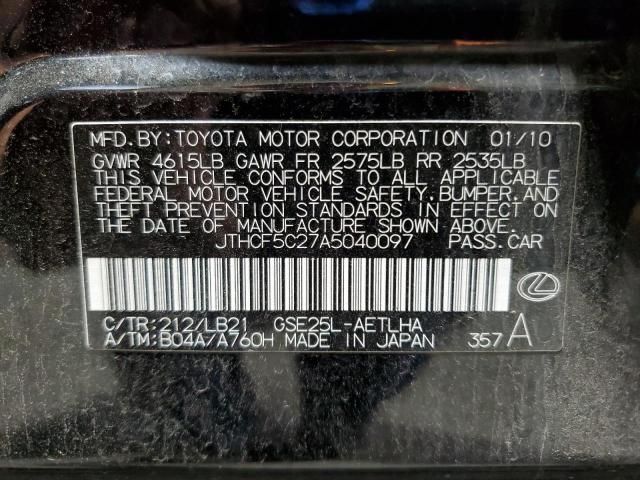 MFD. BY: TOYOTA MOTOR CORPORATION 01/10
GVWR 4615LB GAWR FR 2575LB RR 2535LB
THIS VEHICLE CONFORMS TO ALL APPLICABLE
FEDERAL MOTOR VEHICLE SAFETY, BUMPER, AND
THEFT PREVENTION STANDARDS IN EFFECT ON
THE DATE OF MANUFACTURE SHOWN ABOVE.
JTHCF5C27A5040097 PASS. CAR
C/TR: 212/LB21 GSE25L-AETLHA
A/TM: B04A/A760H MADE IN JAPAN 357 A